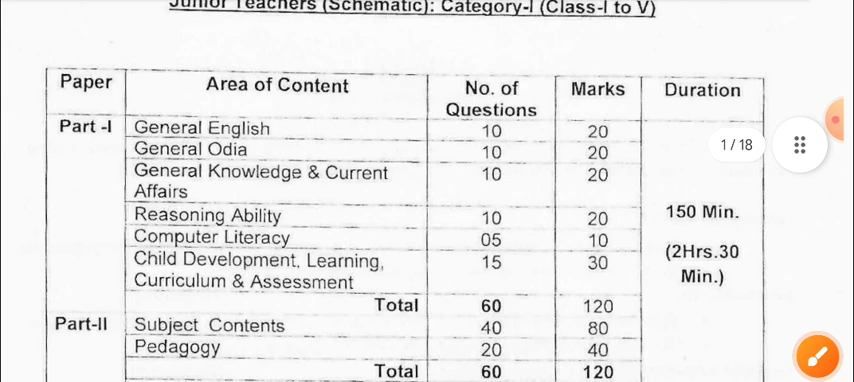 Junior Teachers (Schematic): Category-I (Class-I to V)
Paper Area of Content No. of Questions Marks Duration
Part -I General English 10 20
General Odia 10 20
General Knowledge & Current Affairs 10 20
Reasoning Ability 10 20
Computer Literacy 05 10
Child Development, Learning, Curriculum & Assessment 15 30
Total 60 120
150 Min.
(2Hrs.30 Min.)
Part-II Subject Contents 40 80
Pedagogy 20 40
Total 60 120
1/18